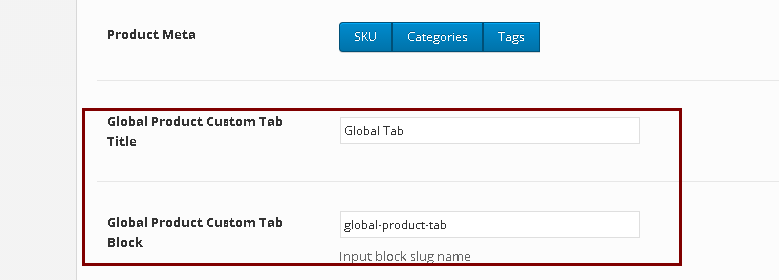 Product Meta
SKU Categories Tags
Global Product Custom Tab
Title
Global Tab
Global Product Custom Tab
Block
global-product-tab
Input block slug name